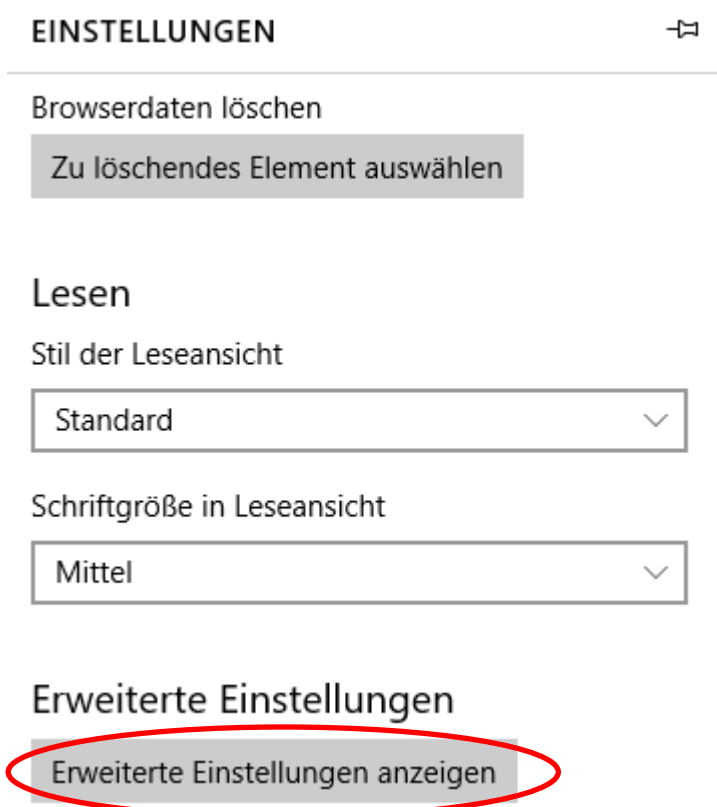 EINSTELLUNGEN
Browserdaten löschen
Zu löschendes Element auswählen
Lesen
Stil der Leseansicht
Standard
Schriftgröße in Leseansicht
Mittel
Erweiterte Einstellungen
Erweiterte Einstellungen anzeigen